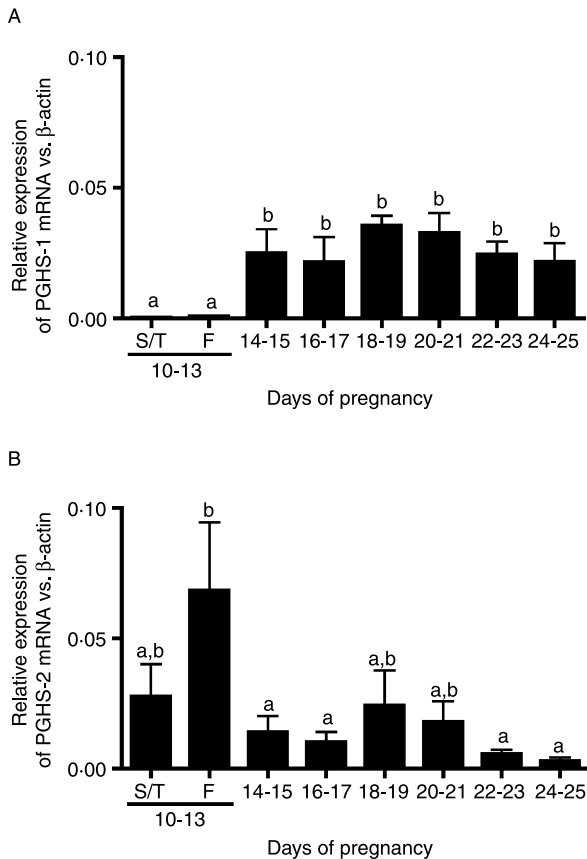 A
Relative expression
of PGHS-1 mRNA vs. β-actin
0·10
0·05
0·00
a
a
b
b
b
b
b
b
S/T
F
14-15
16-17
18-19
20-21
22-23
24-25
10-13
Days of pregnancy
B
Relative expression
of PGHS-2 mRNA vs. β-actin
0·10
0·05
0·00
a,b
b
a
a
a,b
a,b
a
a
S/T
F
14-15
16-17
18-19
20-21
22-23
24-25
10-13
Days of pregnancy